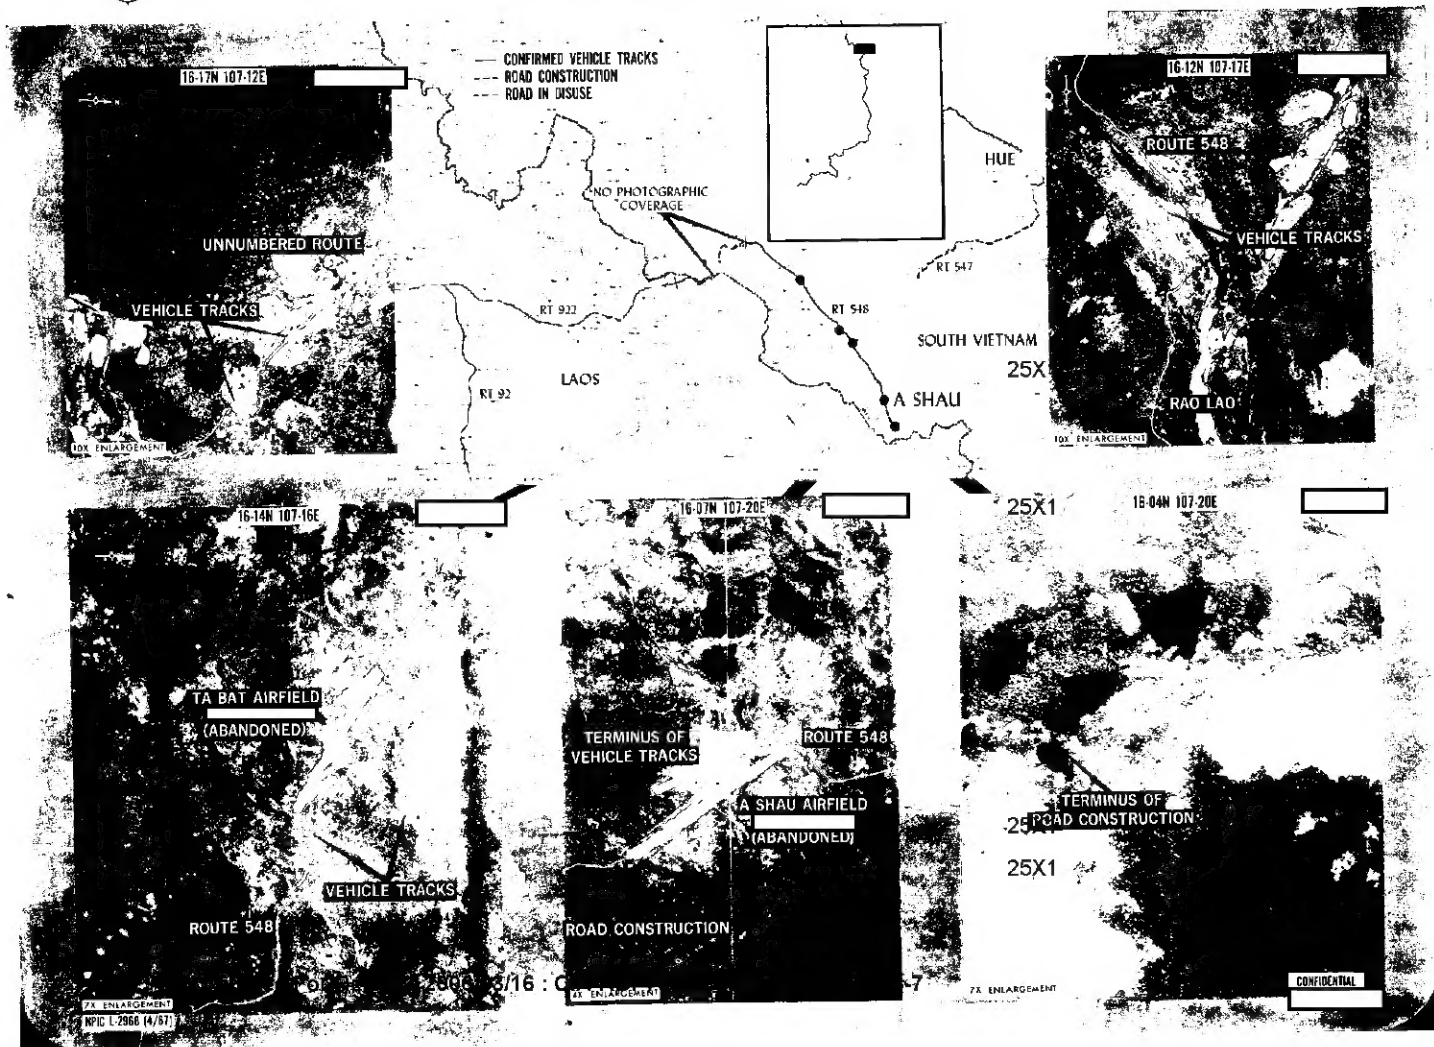 CONFIRMED VEHICLE TRACKS
ROAD CONSTRUCTION
ROAD IN DISUSE
16-17N 107-12E
UNNUMBERED ROUTE
VEHICLE TRACKS
10X ENLARGEMENT
NO PHOTOGRAPHIC
COVERAGE
HUE
RT 547
RT 922
RT 548
SOUTH VIETNAM
25X
LAOS
RT 92
A SHAU
16-12N 107-17E
ROUTE 548
VEHICLE TRACKS
RAO LAO
10X ENLARGEMENT
16-14N 107-16E
TA BAT AIRFIELD
(ABANDONED)
VEHICLE TRACKS
ROUTE 548
7X ENLARGEMENT
NPIC L-2966 (4/67)
16-07N 107-20E
TERMINUS OF
VEHICLE TRACKS
ROUTE 548
A SHAU AIRFIELD
(ABANDONED)
ROAD CONSTRUCTION
4X ENLARGEMENT
25X1
16-04N 107-20E
TERMINUS OF
ROAD CONSTRUCTION
25X1
25X1
7X ENLARGEMENT
CONFIDENTIAL
/16 : C
-7